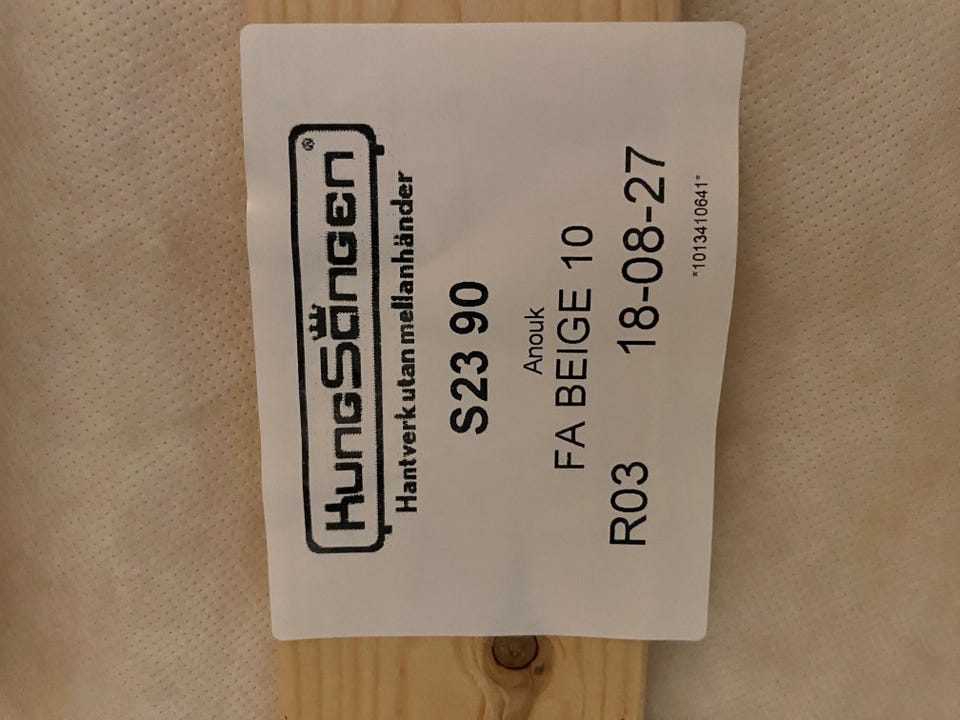 KungSängen®
Hantverk utan mellanhänder
S23 90
Anouk
FA BEIGE 10
R03 18-08-27
*1013410641*